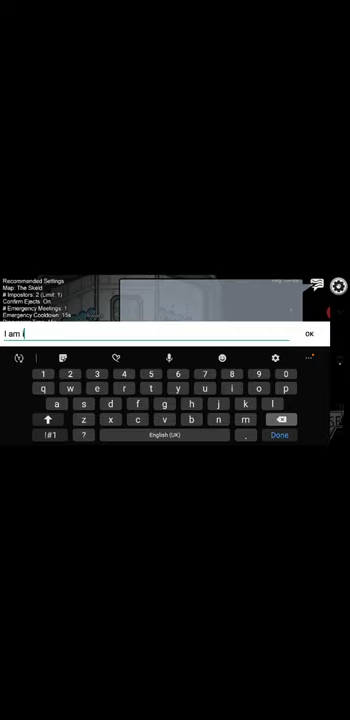 Recommended Settings
Map: The Skeld
# Impostors: 2 (Limit: 1)
Confirm Ejects: On
# Emergency Meetings: 1
Emergency Cooldown: 15s
I am i
OK
1 2 3 4 5 6 7 8 9 0
q w e r t y u i o p
a s d f g h j k l
z x c v b n m
!#1 ? English (UK) . Done